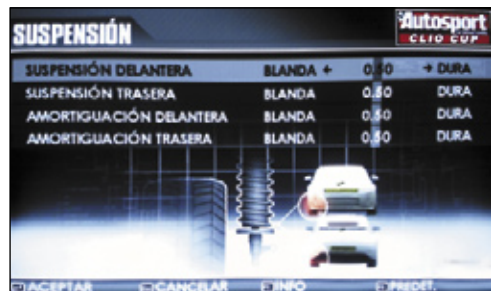 SUSPENSIÓN
Autosport
CLIO CUP
SUSPENSIÓN DELANTERA BLANDA ← 0.50 → DURA
SUSPENSIÓN TRASERA BLANDA 0.50 DURA
AMORTIGUACIÓN DELANTERA BLANDA 0.50 DURA
AMORTIGUACIÓN TRASERA BLANDA 0.50 DURA
ACEPTAR CANCELAR INFO PREDET.